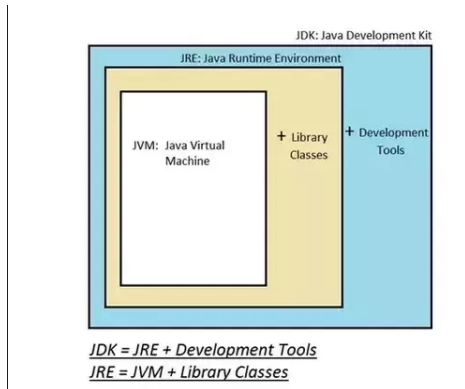 JDK: Java Development Kit
JRE: Java Runtime Environment
JVM: Java Virtual
Machine
+ Library
Classes
+ Development
Tools
JDK = JRE + Development Tools
JRE = JVM + Library Classes